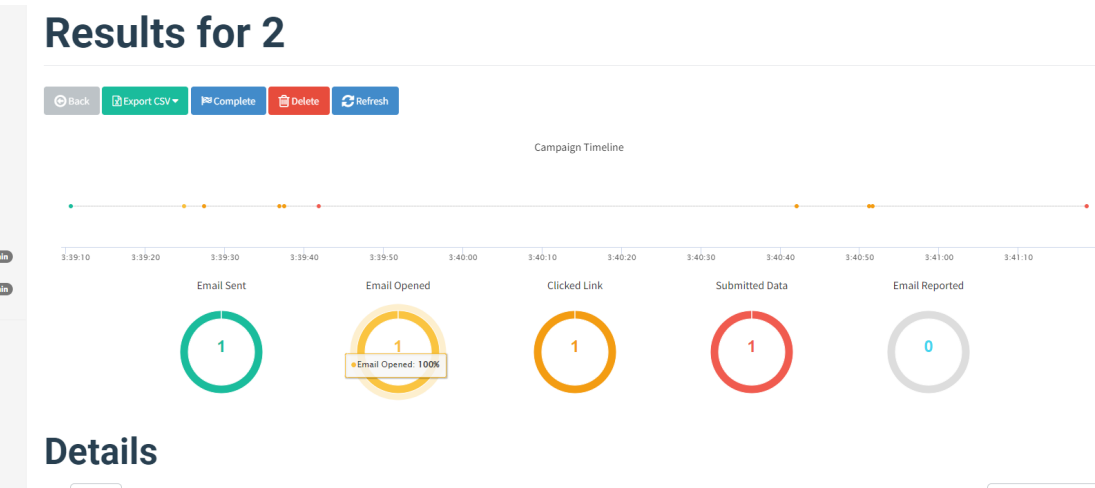 Results for 2
Back Export CSV Complete Delete Refresh
Campaign Timeline
3:39:10 3:39:20 3:39:30 3:39:40 3:39:50 3:40:00 3:40:10 3:40:20 3:40:30 3:40:40 3:40:50 3:41:00 3:41:10
Email Sent Email Opened Clicked Link Submitted Data Email Reported
1 1 1 1 0
Email Opened: 100%
Details